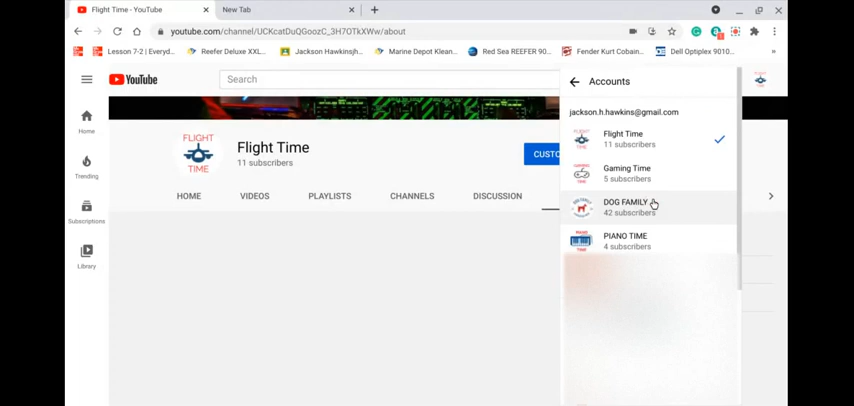 Flight Time - YouTube
New Tab
youtube.com/channel/UCKcatDuQGoozC_3H7OTkXWw/about
Lesson 7-2 | Everyd...
Reefer Deluxe XXL...
Jackson Hawkinsjh...
Marine Depot Klean...
Red Sea REEFER 90...
Fender Kurt Cobain...
Dell Optiplex 9010...
YouTube
Search
Accounts
jackson.h.hawkins@gmail.com
Home
Trending
Subscriptions
Library
FLIGHT
TIME
Flight Time
11 subscribers
CUSTO
HOME
VIDEOS
PLAYLISTS
CHANNELS
DISCUSSION
Flight Time
11 subscribers
Gaming Time
5 subscribers
DOG FAMILY
42 subscribers
PIANO TIME
4 subscribers